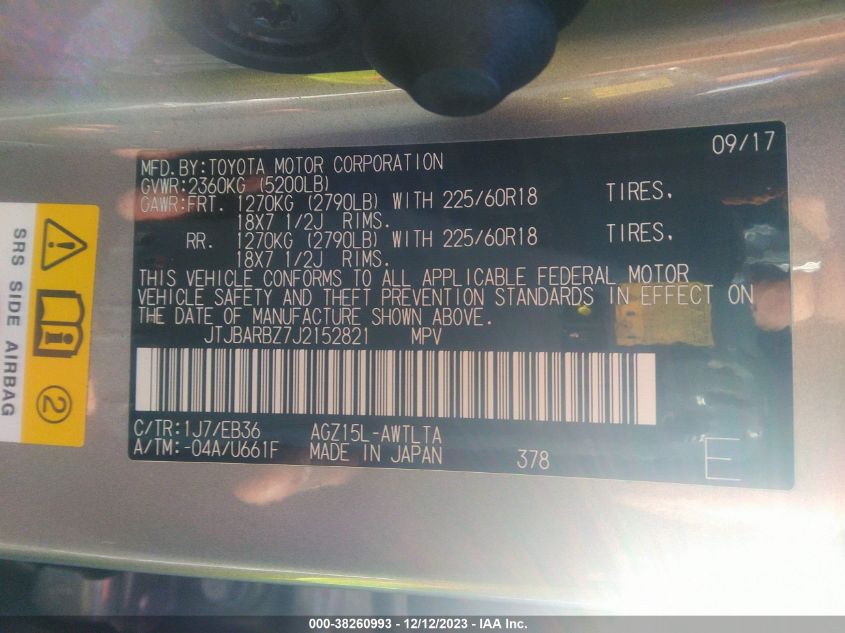 09/17
MFD. BY: TOYOTA MOTOR CORPORATION
GVWR: 2360KG (5200LB)
GAWR: FRT. 1270KG (2790LB) WITH 225/60R18 TIRES,
18X7 1/2J RIMS.
RR. 1270KG (2790LB) WITH 225/60R18 TIRES,
18X7 1/2J RIMS.
THIS VEHICLE CONFORMS TO ALL APPLICABLE FEDERAL MOTOR
VEHICLE SAFETY AND THEFT PREVENTION STANDARDS IN EFFECT ON
THE DATE OF MANUFACTURE SHOWN ABOVE.
JTJBARBZ7J2152821 MPV
C/TR: 1J7/EB36 AGZ15L-AWTLTA
A/TM: -04A/U661F MADE IN JAPAN 378 E
SRS SIDE AIRBAG
2
000-38260993 - 12/12/2023 - IAA Inc.